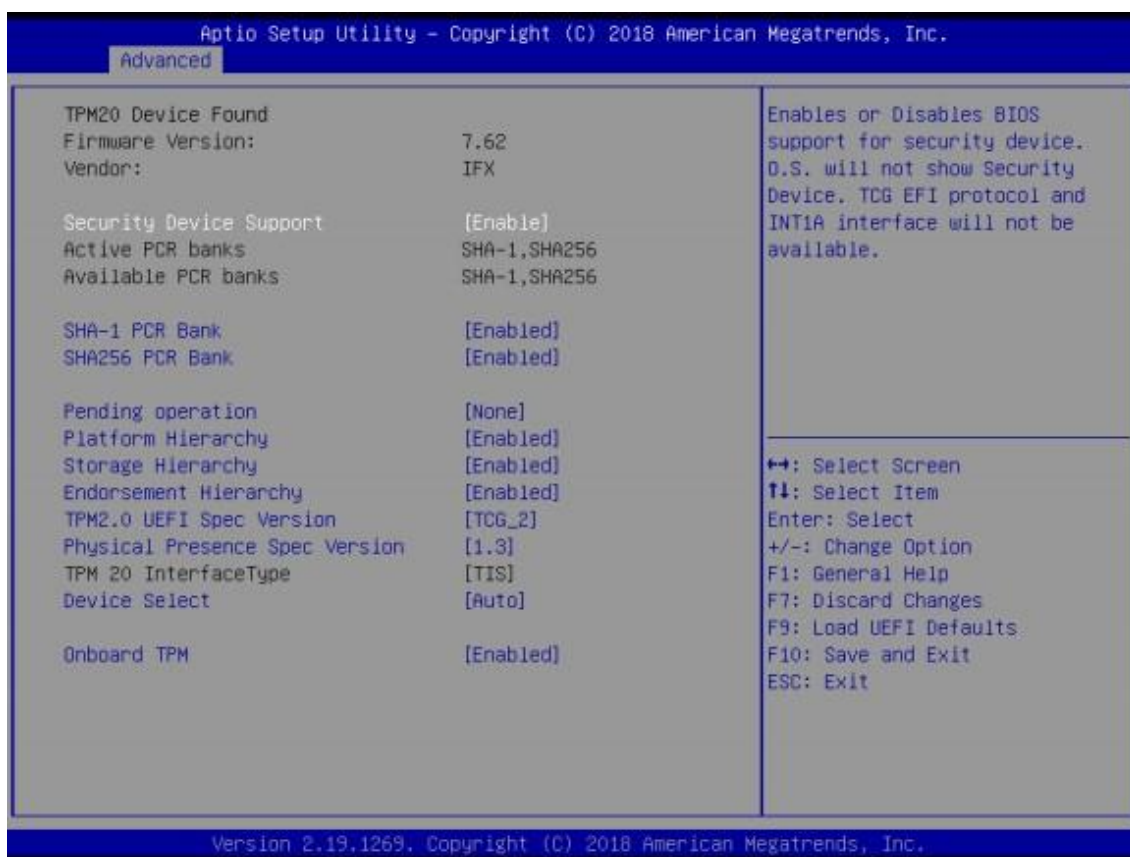 Aptio Setup Utility – Copyright (C) 2018 American Megatrends, Inc.
Advanced
TPM20 Device Found
Firmware Version: 7.62
Vendor: IFX
Security Device Support [Enable]
Active PCR banks SHA-1,SHA256
Available PCR banks SHA-1,SHA256
SHA-1 PCR Bank [Enabled]
SHA256 PCR Bank [Enabled]
Pending operation [None]
Platform Hierarchy [Enabled]
Storage Hierarchy [Enabled]
Endorsement Hierarchy [Enabled]
TPM2.0 UEFI Spec Version [TCG_2]
Physical Presence Spec Version [1.3]
TPM 20 InterfaceType [TIS]
Device Select [Auto]
Onboard TPM [Enabled]
Enables or Disables BIOS
support for security device.
O.S. will not show Security
Device. TCG EFI protocol and
INT1A interface will not be
available.
↔: Select Screen
↑↓: Select Item
Enter: Select
+/-: Change Option
F1: General Help
F7: Discard Changes
F9: Load UEFI Defaults
F10: Save and Exit
ESC: Exit
Version 2.19.1269. Copyright (C) 2018 American Megatrends, Inc.